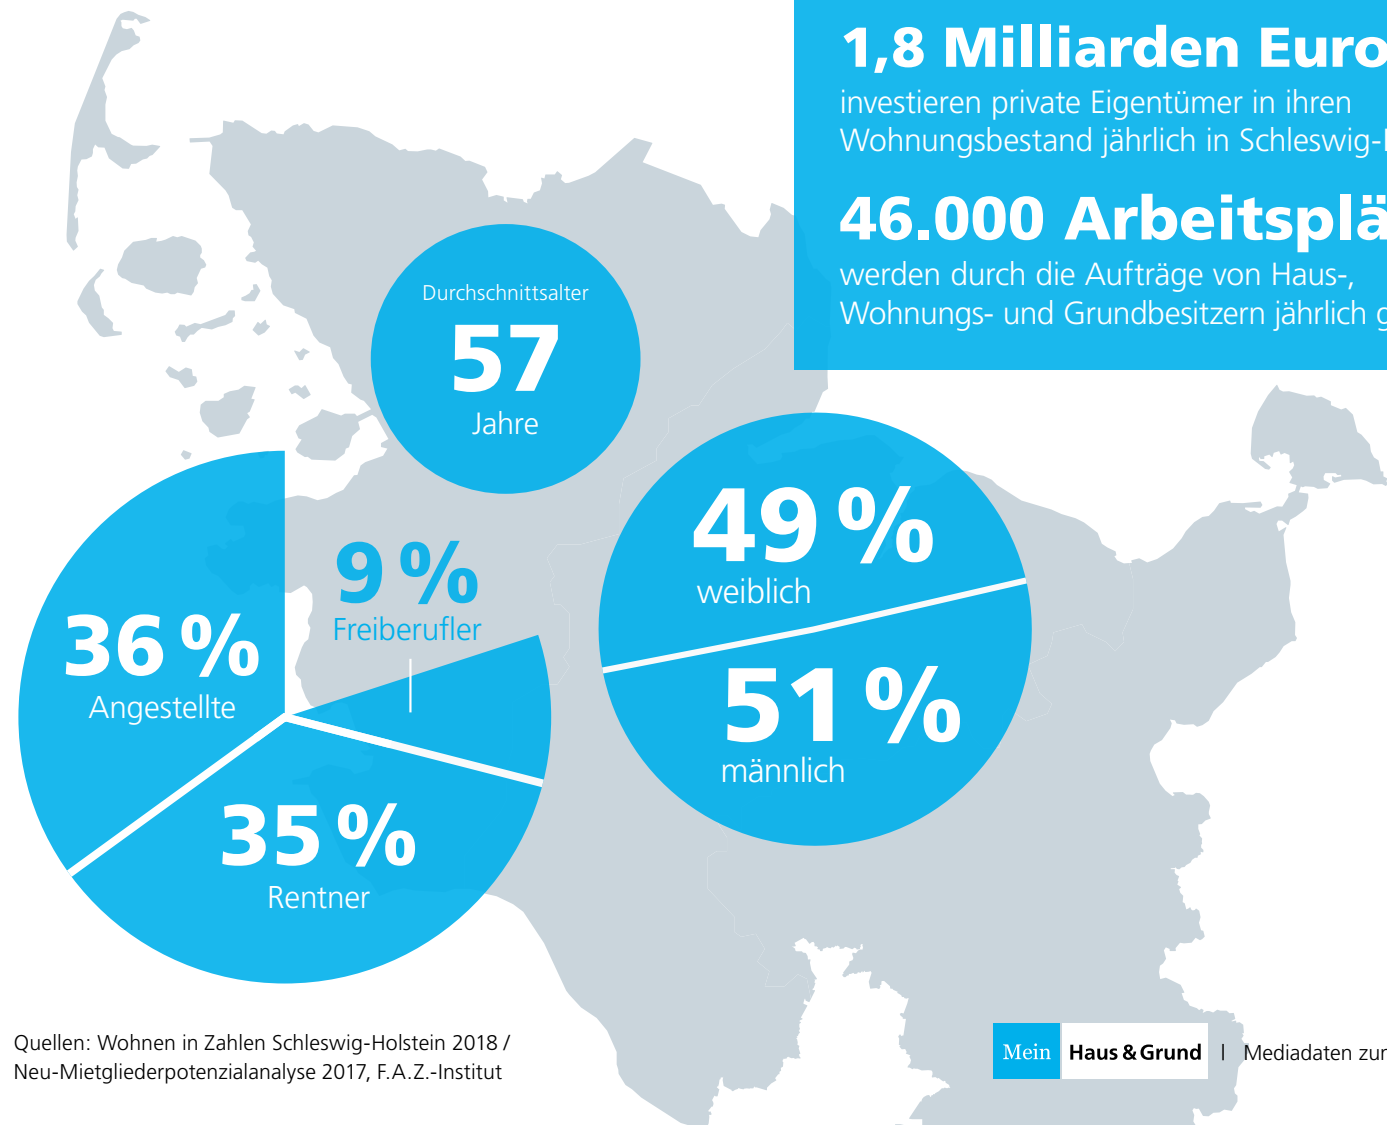 1,8 Milliarden Euro
investieren private Eigentümer in ihren
Wohnungsbestand jährlich in
46.000
werden durch die Aufträge von Haus-,
Wohnungs- und Grundbesitzern jährlich
Durchschnittsalter
57
Jahre
9 %
Freiberufler
36 %
Angestellte
35 %
Rentner
49 %
weiblich
51 %
männlich
Quellen: Wohnen in Zahlen Schleswig-Holstein 2018 /
Neu-Mietgliederpotenzialanalyse 2017, F.A.Z.-Institut
Mein Haus & Grund | Mediadaten zur